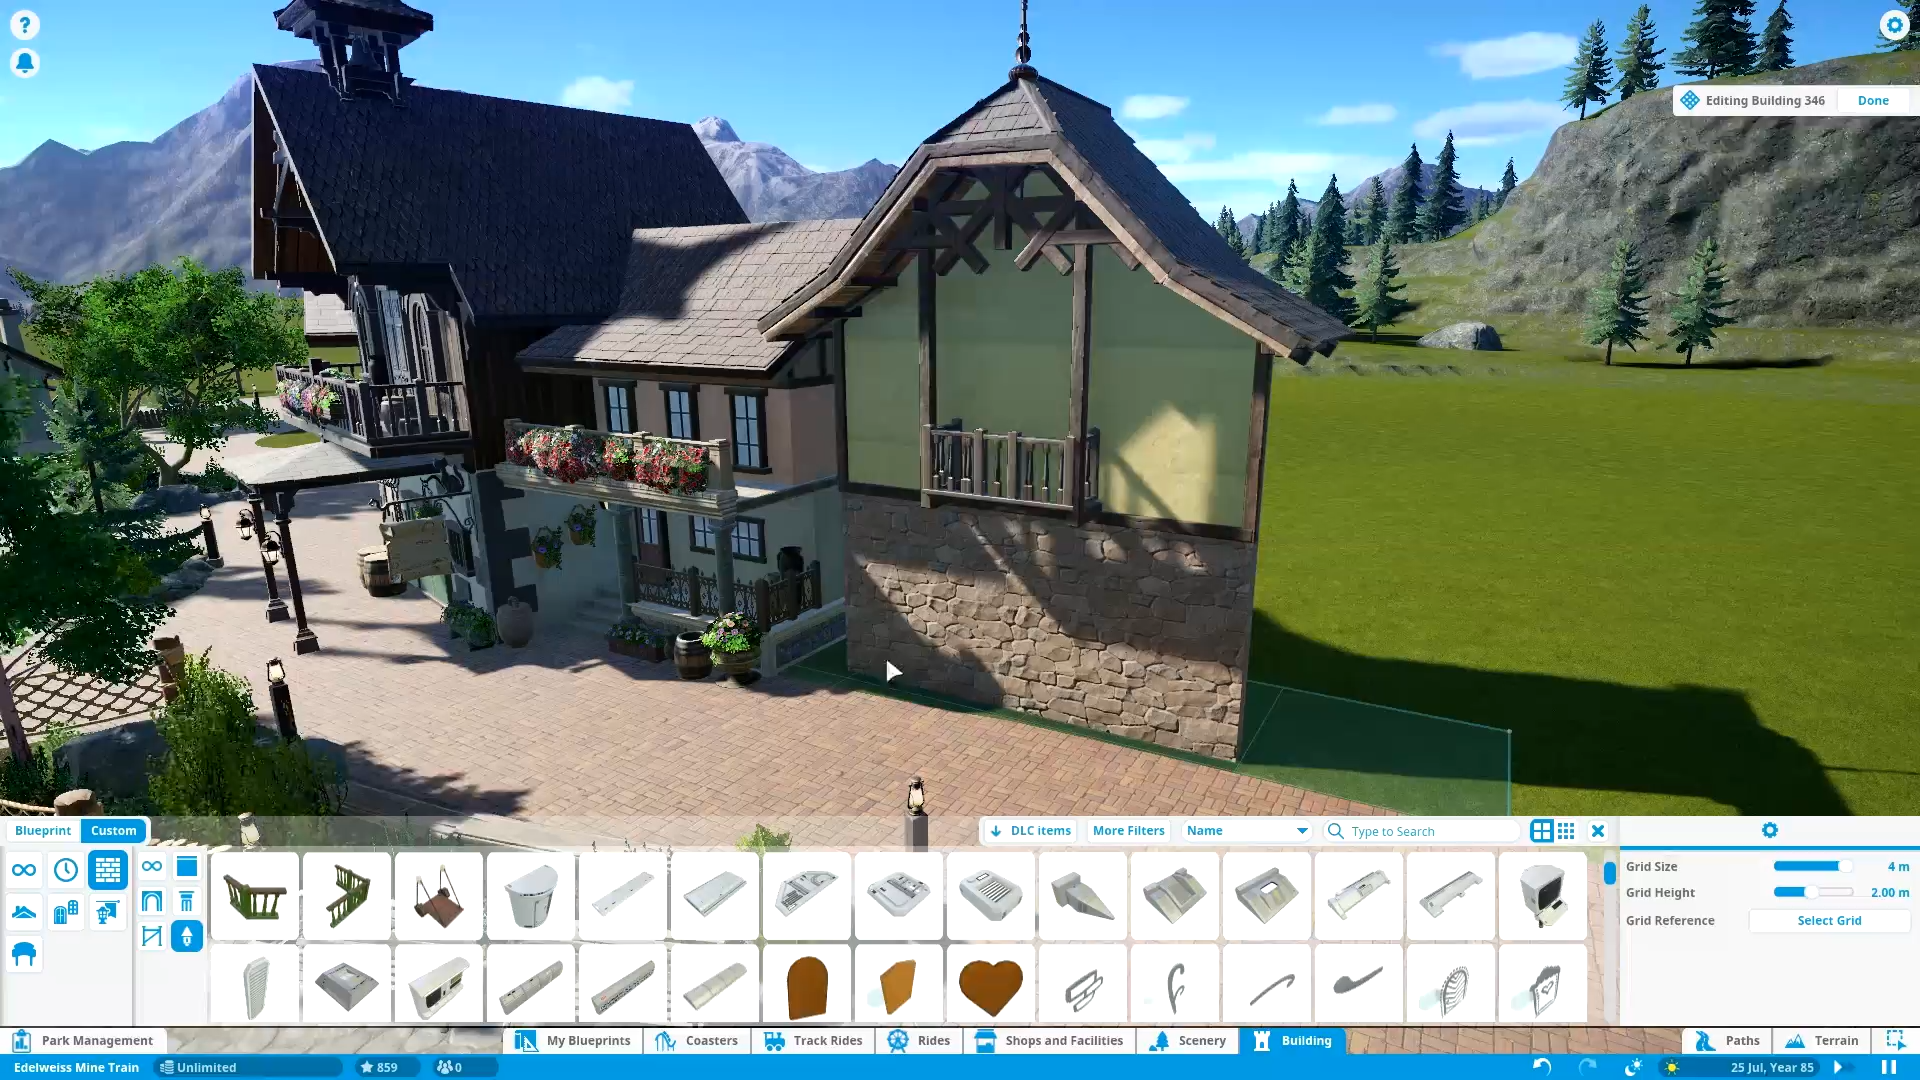 ?
Editing Building 346 Done
Blueprint Custom
DLC items More Filters Name Type to Search
Grid Size 4 m
Grid Height 2.00 m
Grid Reference Select Grid
Park Management My Blueprints Coasters Track Rides Rides Shops and Facilities Scenery Building Paths Terrain
Edelweiss Mine Train Unlimited 859 0 25 Jul, Year 85